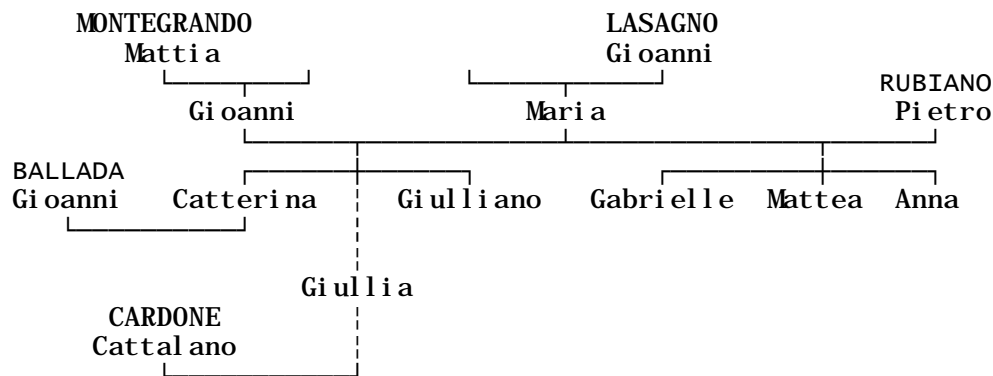 MONTEGRANDO LASAGNO
Mattia Gioanni
RUBIANO
Gioanni Maria Pietro
BALLADA
Gioanni Catterina Giulliano Gabrielle Mattea Anna
Giullia
CARDONE
Cattalano